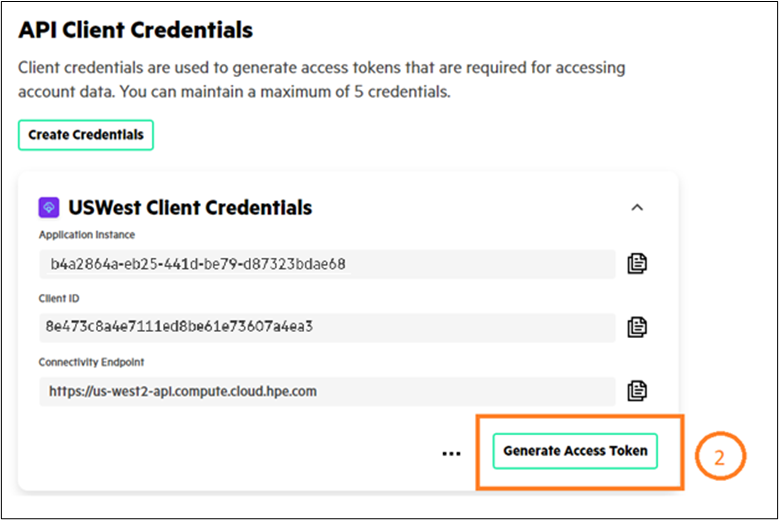 API Client Credentials
Client credentials are used to generate access tokens that are required for accessing
account data. You can maintain a maximum of 5 credentials.
Create Credentials
USWest Client Credentials
Application Instance
b4a2864a-eb25-441d-be79-d87323bdae68
Client ID
8e473c8a4e7111ed8be61e73607a4ea3
Connectivity Endpoint
https://us-west2-api.compute.cloud.hpe.com
... Generate Access Token 2